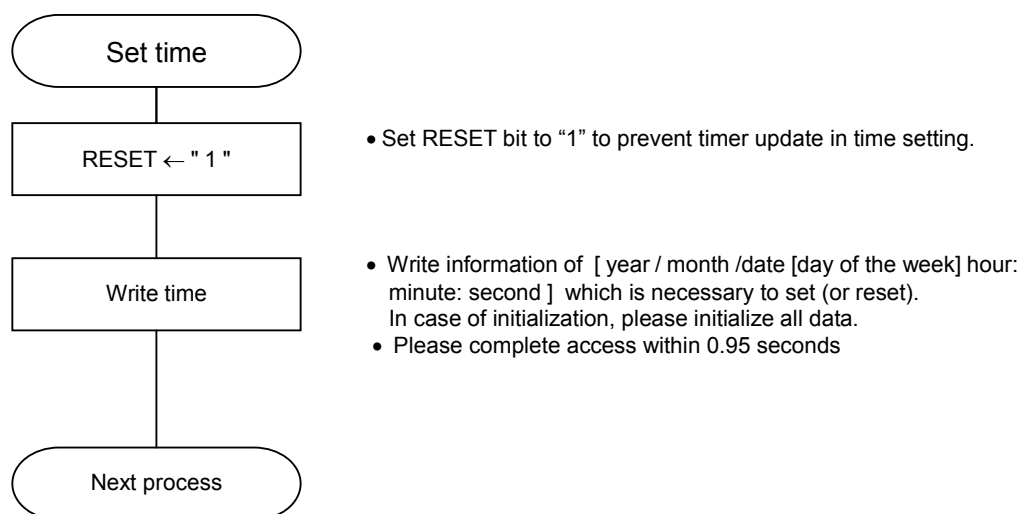 Set time
RESET ← " 1 "
• Set RESET bit to “1” to prevent timer update in time setting.
Write time
• Write information of [ year / month /date [day of the week] hour:
minute: second ] which is necessary to set (or reset).
In case of initialization, please initialize all data.
• Please complete access within 0.95 seconds
Next process